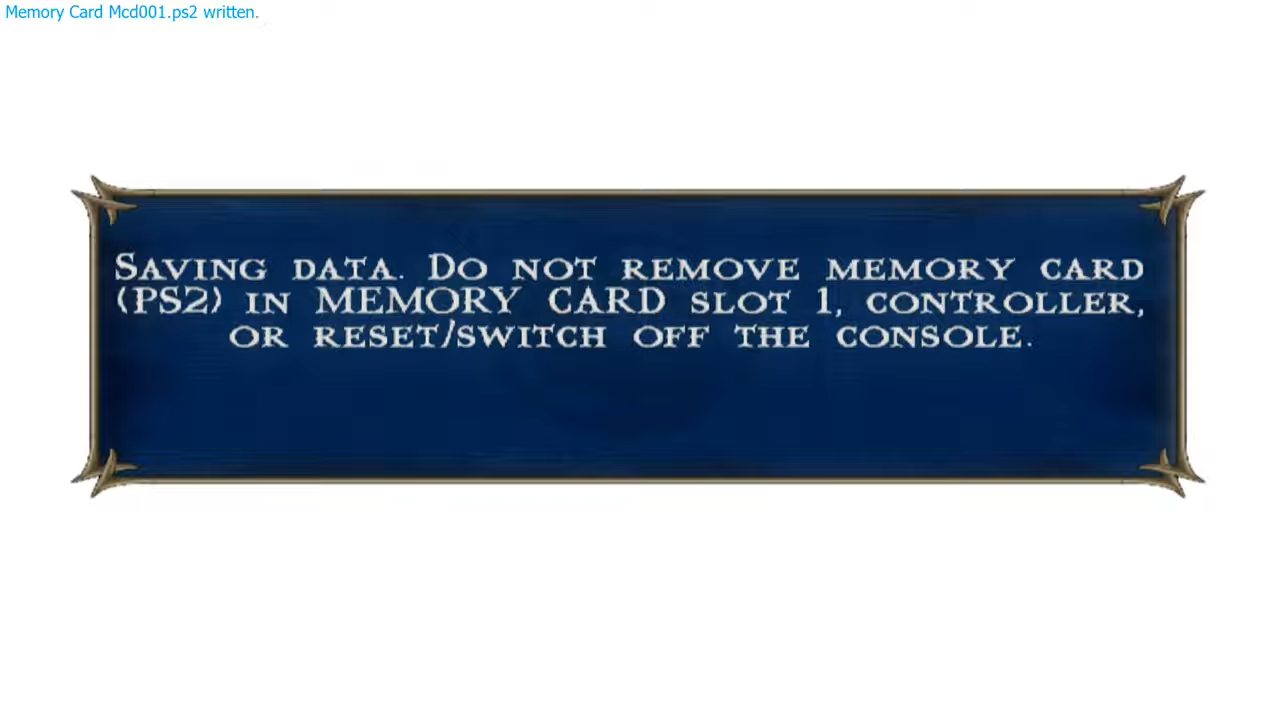 Memory Card Mcd001.ps2 written.
Saving data. Do not remove memory card
(PS2) in MEMORY CARD slot 1, controller,
or reset/switch off the console.